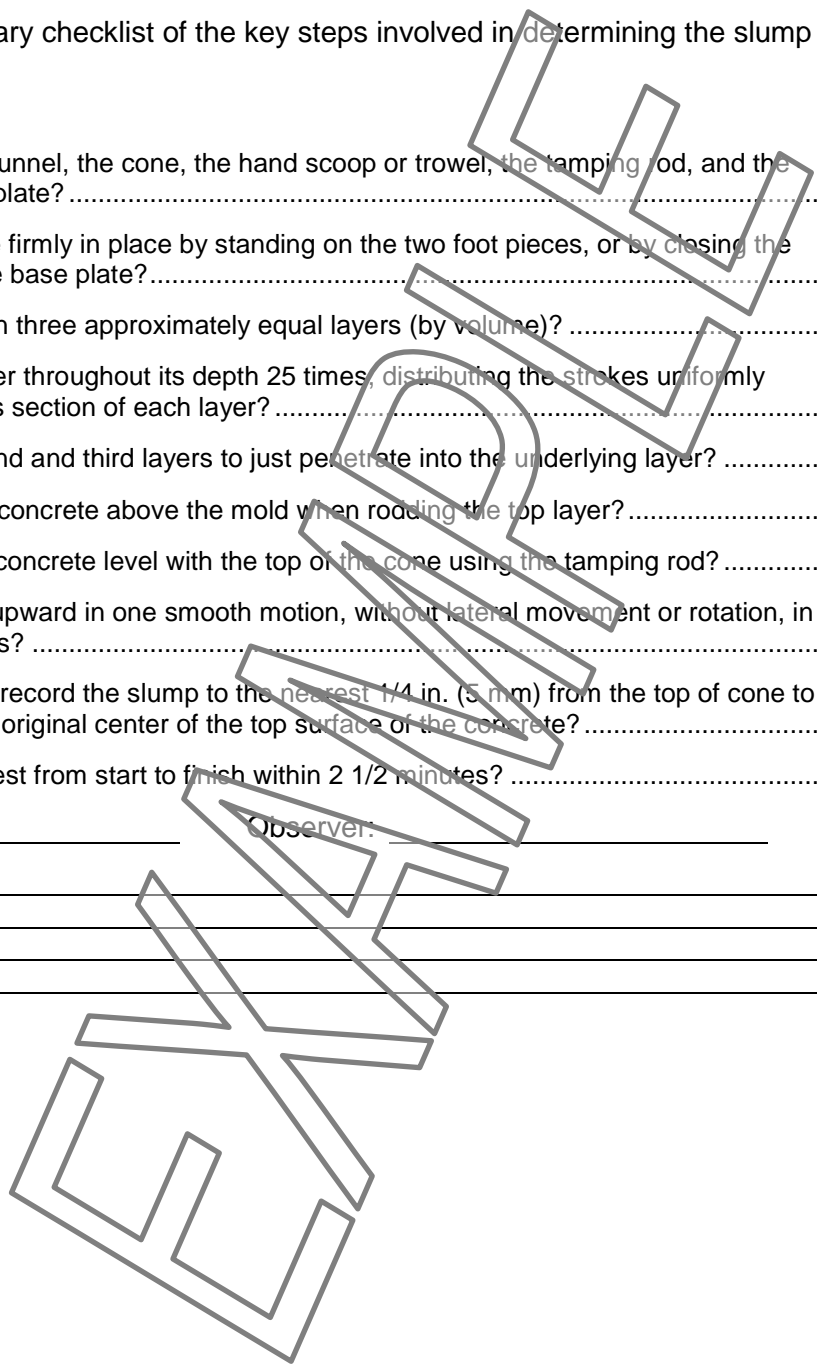 ary checklist of the key steps involved in determining the slump
unnel, the cone, the hand scoop or trowel, the tamping rod, and the
plate? ....................................................................................................
e firmly in place by standing on the two foot pieces, or by closing the
e base plate?..........................................................................................
n three approximately equal layers (by volume)? ..................................
er throughout its depth 25 times, distributing the strokes uniformly
s section of each layer? .........................................................................
nd and third layers to just penetrate into the underlying layer? .............
concrete above the mold when rodding the top layer?..........................
concrete level with the top of the cone using the tamping rod? .............
upward in one smooth motion, without lateral movement or rotation, in
s? ..........................................................................................................
record the slump to the nearest 1/4 in. (5 mm) from the top of cone to
original center of the top surface of the concrete? ................................
est from start to finish within 2 1/2 minutes? ..........................................
Observer:
EXAMPLE